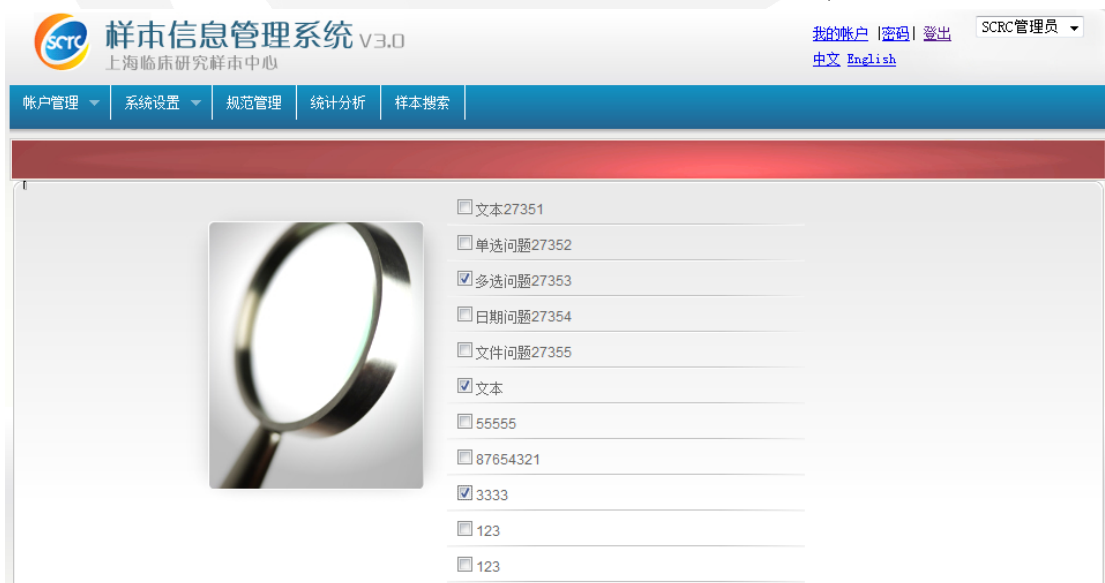 SCRC
样本信息管理系统 V3.0
上海临床研究样本中心
我的帐户 |密码| 登出
SCRC管理员
中文 English
帐户管理 系统设置 规范管理 统计分析 样本搜索
文本27351
单选问题27352
多选问题27353
日期问题27354
文件问题27355
文本
55555
87654321
3333
123
123